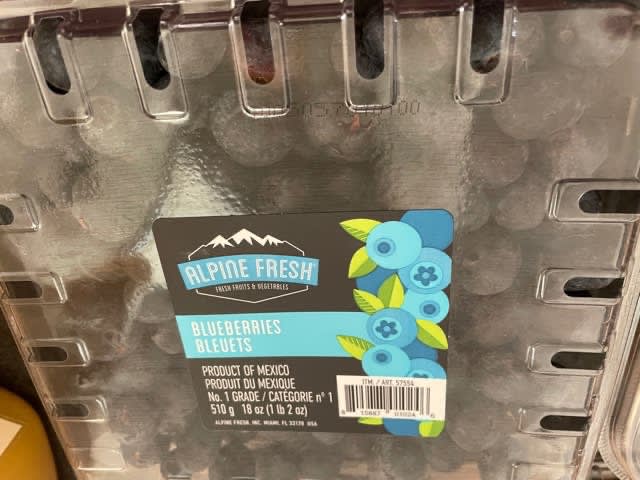 ALPINE FRESH
FRESH FRUITS & VEGETABLES
BLUEBERRIES
BLEUETS
PRODUCT OF MEXICO
PRODUIT DU MEXIQUE
No. 1 GRADE / CATÉGORIE n° 1
510 g 18 oz (1 lb 2 oz)
ALPINE FRESH, INC. MIAMI, FL 33178 USA
ITM. / ART. 57554